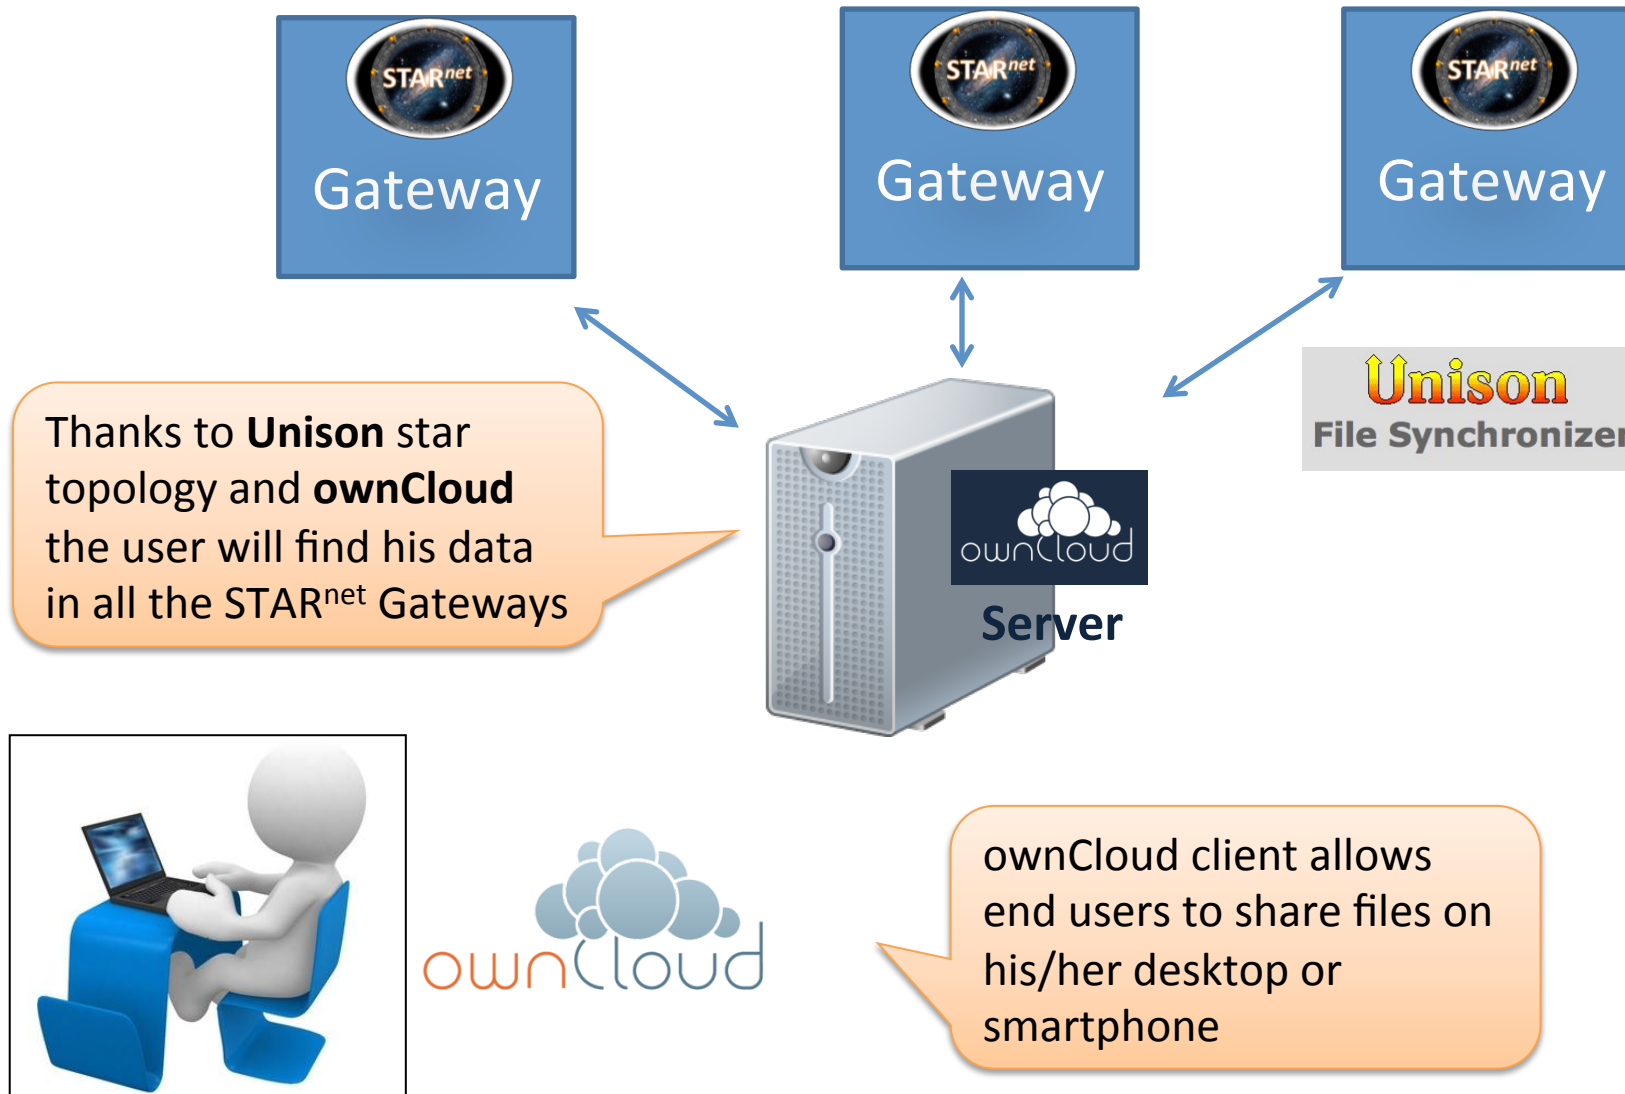 STARnet
Gateway
STARnet
Gateway
STARnet
Gateway
Unison
File Synchronizer
Thanks to Unison star
topology and ownCloud
the user will find his data
in all the STARnet Gateways
ownCloud
Server
ownCloud
ownCloud client allows
end users to share files on
his/her desktop or
smartphone